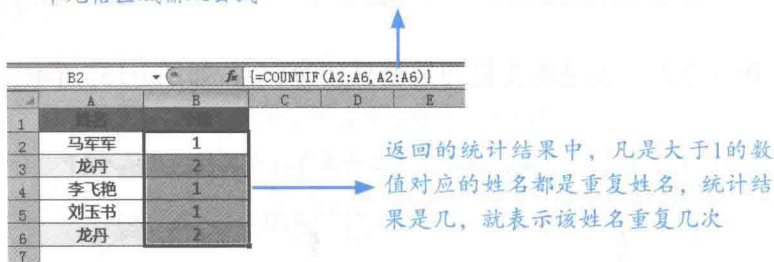 B2 fx {=COUNTIF(A2:A6,A2:A6)}
A B C D E
1
2 马军军 1
3 龙丹 2
4 李飞艳 1
5 刘玉书 1
6 龙丹 2
7
返回的统计结果中，凡是大于1的数
值对应的姓名都是重复姓名，统计结
果是几，就表示该姓名重复几次